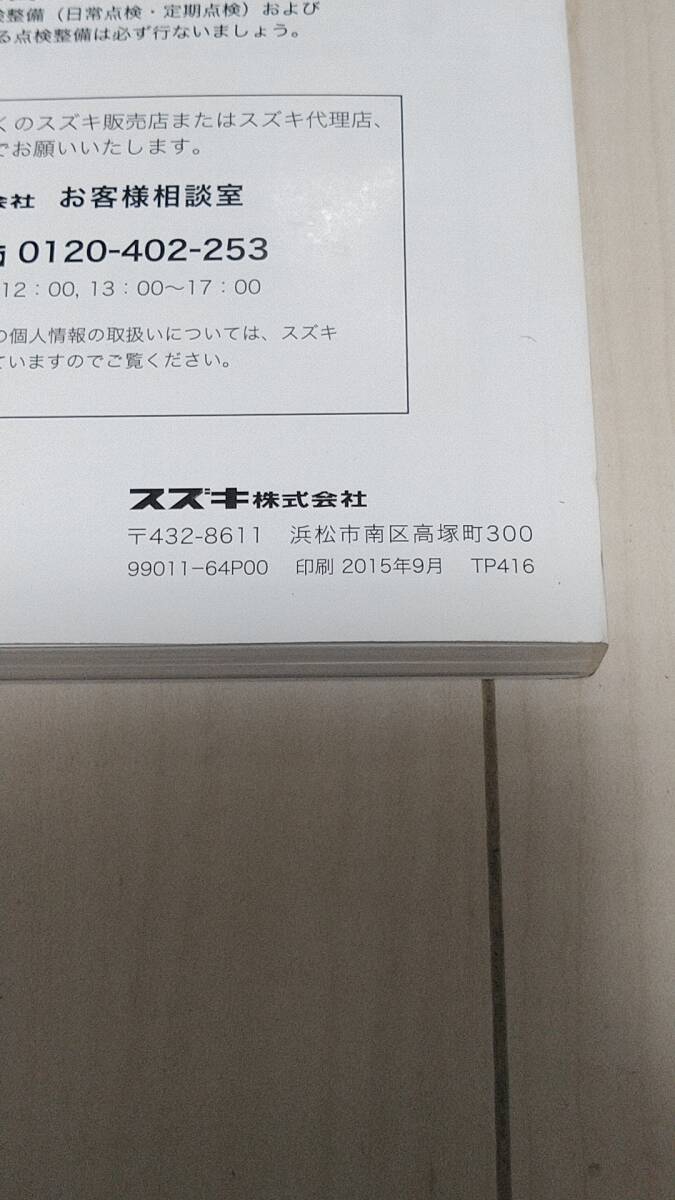 整備（日常点検・定期点検）および
る点検整備は必ず行ないましょう。
くのスズキ販売店またはスズキ代理店、
でお願いいたします。
会社 お客様相談室
0120-402-253
12：00, 13：00〜17：00
の個人情報の取扱いについては、スズキ
ていますのでご覧ください。
スズキ株式会社
〒432-8611 浜松市南区高塚町300
99011−64P00 印刷 2015年9月 TP416